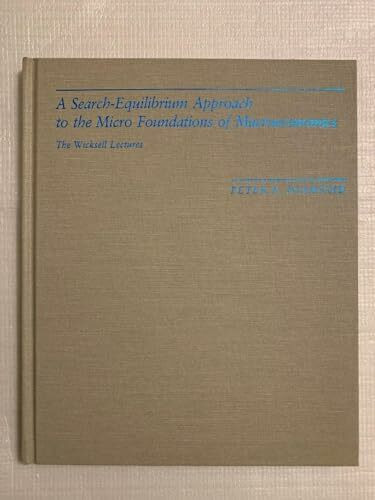 A Search-Equilibrium Approach
to the Micro Foundations of Macroeconomics
The Wicksell Lectures
PETER A. DIAMOND